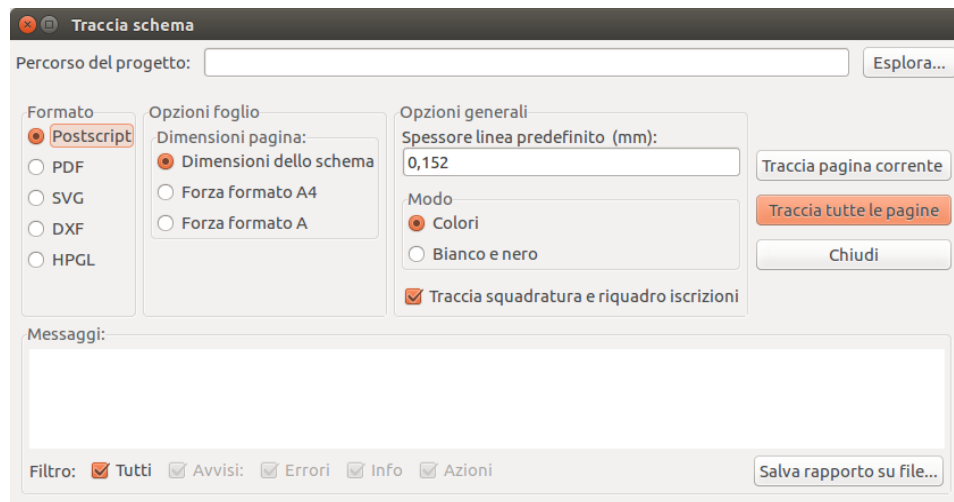 Traccia schema
Percorso del progetto:
Esplora...
Formato
Postscript
PDF
SVG
DXF
HPGL
Opzioni foglio
Dimensioni pagina:
Dimensioni dello schema
Forza formato A4
Forza formato A
Opzioni generali
Spessore linea predefinito (mm):
0,152
Modo
Colori
Bianco e nero
Traccia squadratura e riquadro iscrizioni
Traccia pagina corrente
Traccia tutte le pagine
Chiudi
Messaggi:
Filtro: Tutti Avvisi: Errori Info Azioni
Salva rapporto su file...